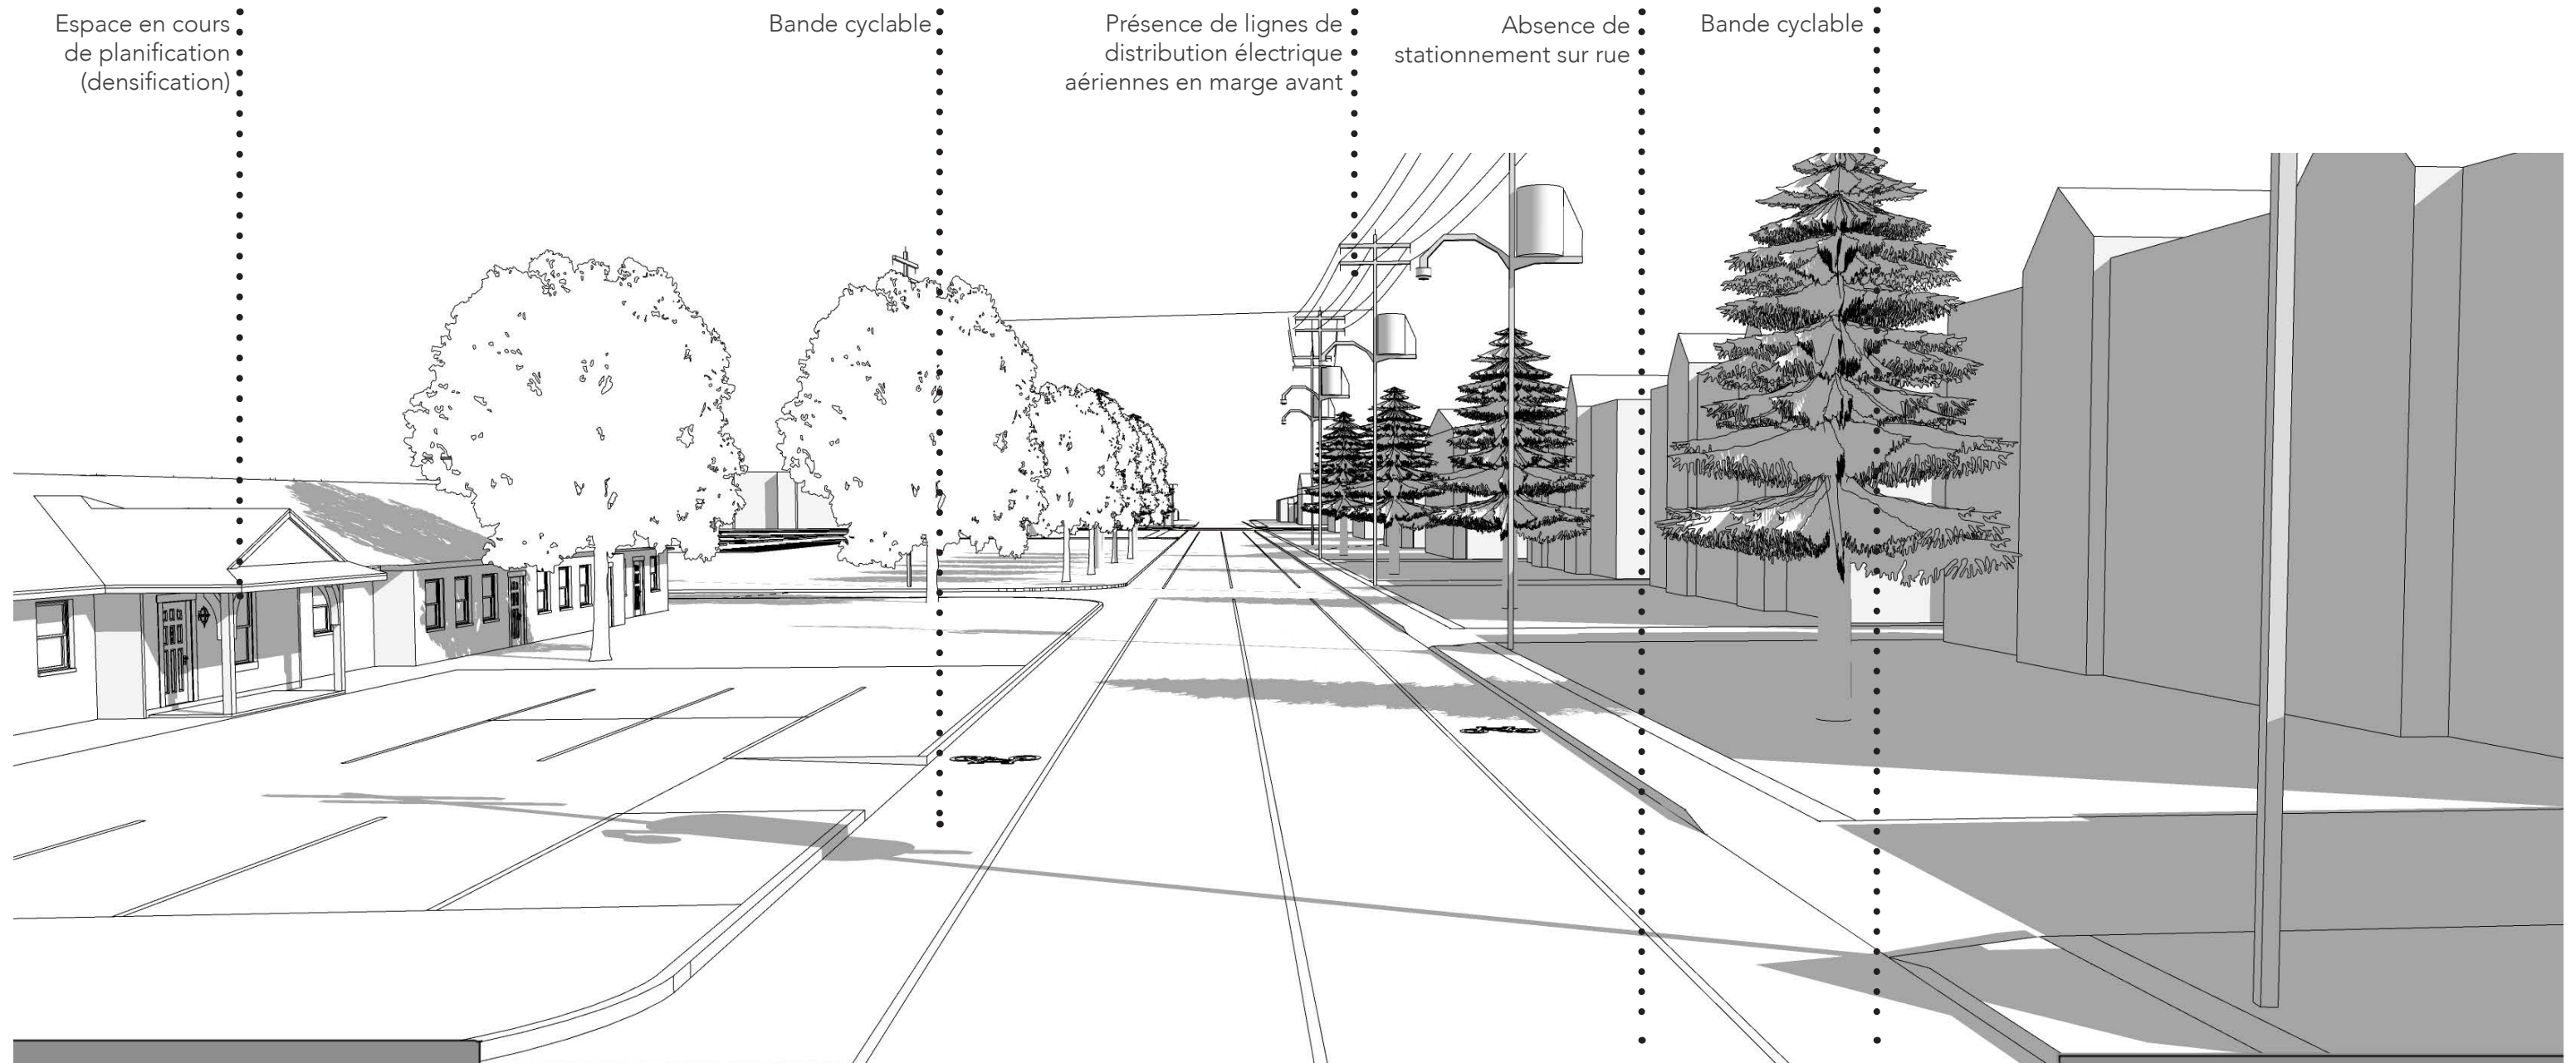 Espace en cours
de planification
(densification)
Bande cyclable
Présence de lignes de
distribution électrique
aériennes en marge avant
Absence de
stationnement sur rue
Bande cyclable